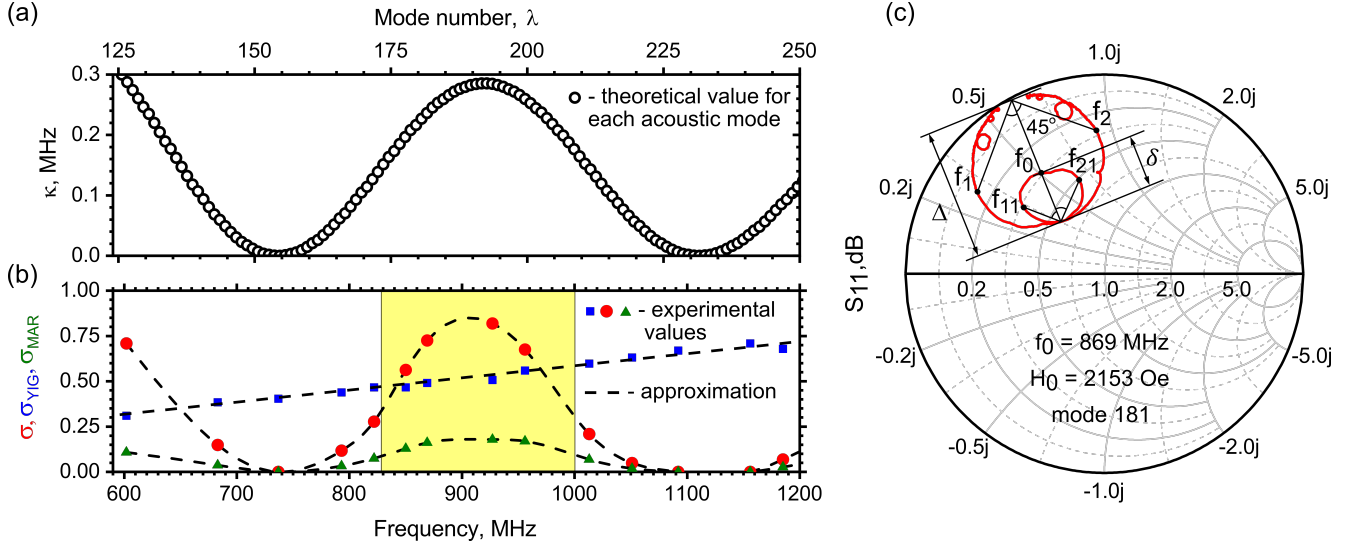 (a)
Mode number, λ
125 150 175 200 225 250
0.3
0.2
0.1
0.0
κ, MHz
- theoretical value for
each acoustic mode
(b)
1.00
0.75
0.50
0.25
0.00
σ, σYIG, σMAR
- experimental
values
approximation
600 700 800 900 1000 1100 1200
Frequency, MHz
(c)
1.0j
0.5j
2.0j
0.2j
5.0j
45°
f2
f0
f21
δ
f1
f11
Δ
S11,dB
0.2 0.5 1.0 2.0 5.0
f0 = 869 MHz
H0 = 2153 Oe
mode 181
-0.2j
-5.0j
-0.5j
-2.0j
-1.0j